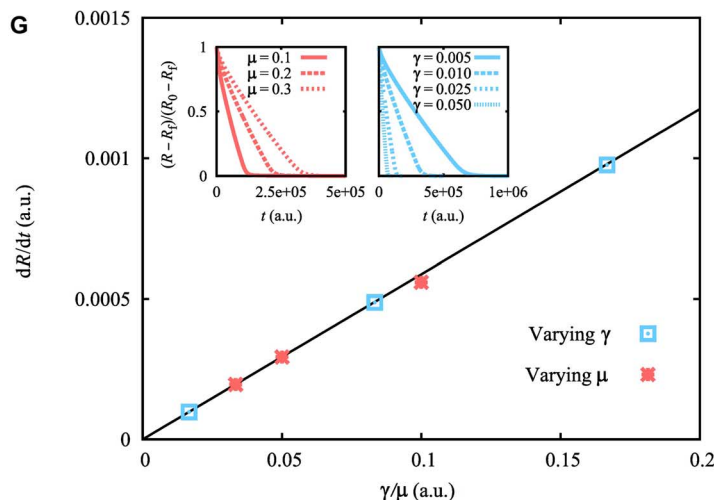 G
0.0015
0.001
0.0005
0
dR/dt (a.u.)
1
0.5
0
(R − Rf)/(R0 − Rf)
μ = 0.1
μ = 0.2
μ = 0.3
0 2.5e+05 5e+05
t (a.u.)
γ = 0.005
γ = 0.010
γ = 0.025
γ = 0.050
0 5e+05 1e+06
t (a.u.)
Varying γ
Varying μ
0 0.05 0.1 0.15 0.2
γ/μ (a.u.)